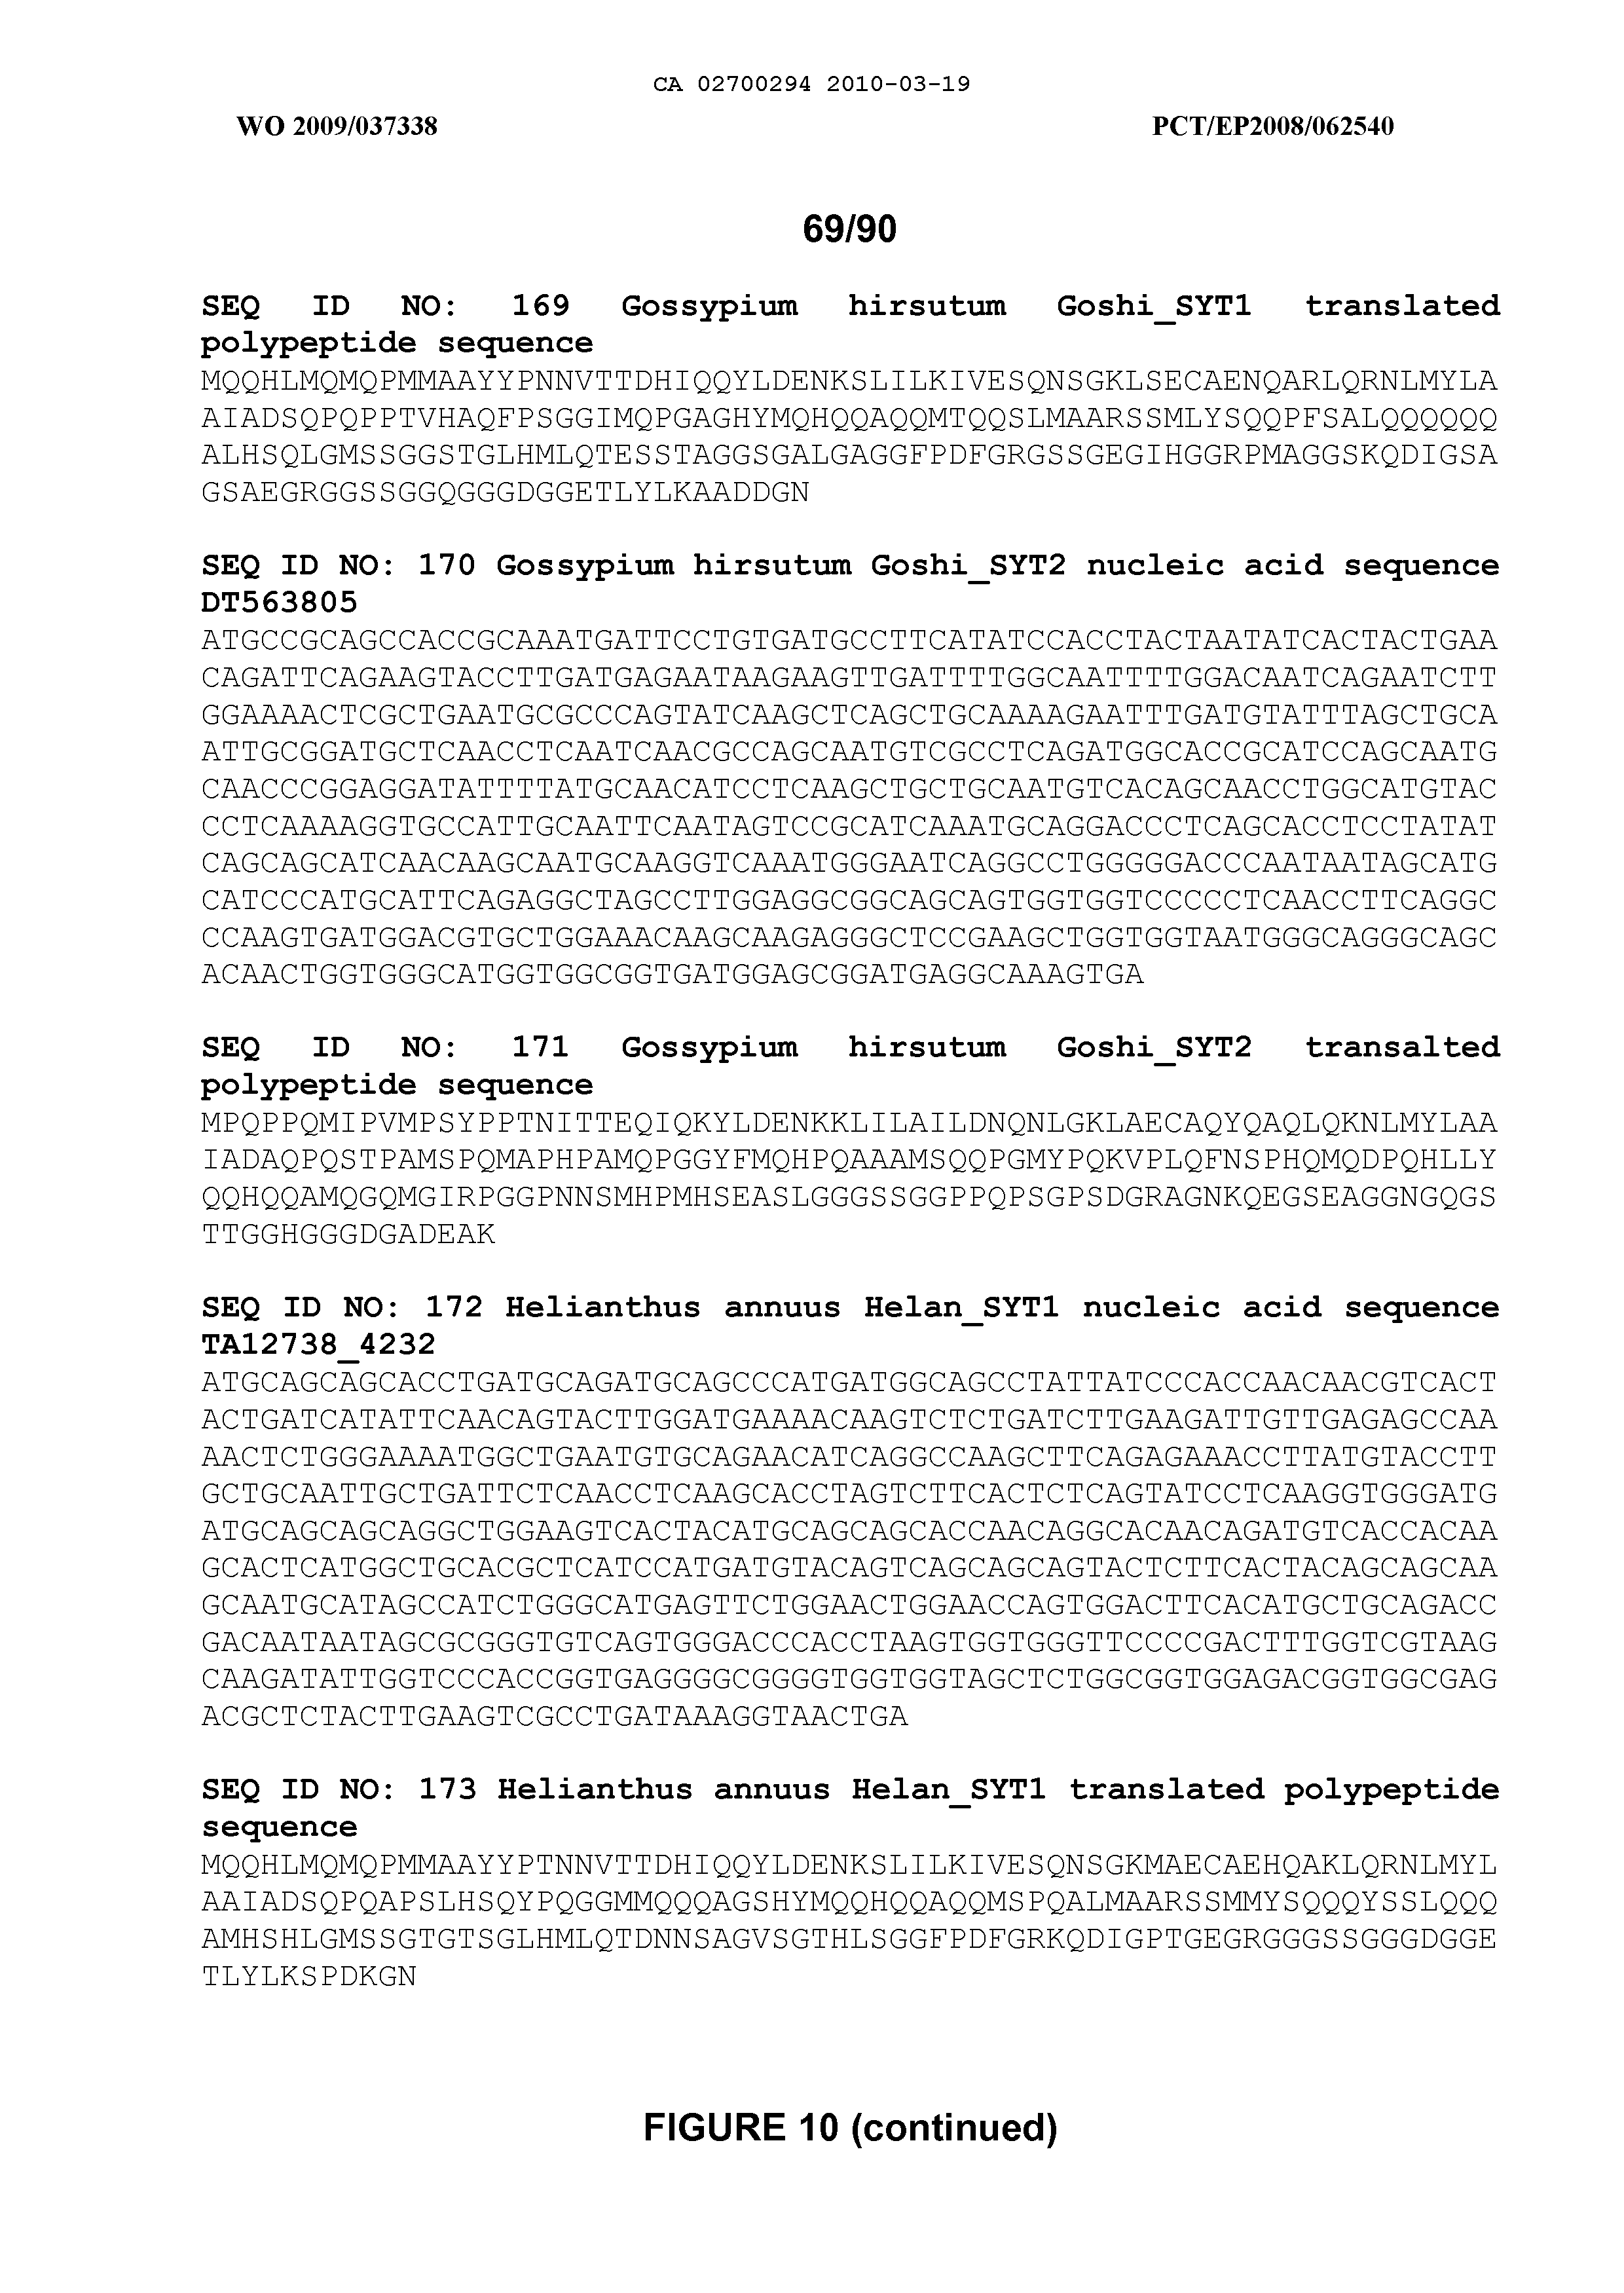 CA 02700294 2010-03-19
WO 2009/037338 PCT/EP2008/062540
69/90
SEQ ID NO: 169 Gossypium hirsutum Goshi_SYT1 translated
polypeptide sequence
MQQHLMQMQPMMAAYYPNNVTTDHIQQYLDENKSLILKIVESQNSGKLSECAENQARLQRNLMYLA
AIADSQPQPPTVHAQFPSGGIMQPGAGHYMQHQQAQQMTQQSLMAARSSMLYSQQPFSALQQQQQQ
ALHSQLGMSSGGSTGLHMLQTESSTAGGSGALGAGGFPDFGRGSSGEGIHGGRPMAGGSKQDIGSA
GSAEGRGGSSGGQGGGDGGETLYLKAADDGN
SEQ ID NO: 170 Gossypium hirsutum Goshi_SYT2 nucleic acid sequence
DT563805
ATGCCGCAGCCACCGCAAATGATTCCTGTGATGCCTTCATATCCACCTACTAATATCACTACTGAA
CAGATTCAGAAGTACCTTGATGAGAATAAGAAGTTGATTTTGGCAATTTTGGACAATCAGAATCTT
GGAAAACTCGCTGAATGCGCCCAGTATCAAGCTCAGCTGCAAAAGAATTTGATGTATTTAGCTGCA
ATTGCGGATGCTCAACCTCAATCAACGCCAGCAATGTCGCCTCAGATGGCACCGCATCCAGCAATG
CAACCCGGAGGATATTTTATGCAACATCCTCAAGCTGCTGCAATGTCACAGCAACCTGGCATGTAC
CCTCAAAAGGTGCCATTGCAATTCAATAGTCCGCATCAAATGCAGGACCCTCAGCACCTCCTATAT
CAGCAGCATCAACAAGCAATGCAAGGTCAAATGGGAATCAGGCCTGGGGGACCCAATAATAGCATG
CATCCCATGCATTCAGAGGCTAGCCTTGGAGGCGGCAGCAGTGGTGGTCCCCCTCAACCTTCAGGC
CCAAGTGATGGACGTGCTGGAAACAAGCAAGAGGGCTCCGAAGCTGGTGGTAATGGGCAGGGCAGC
ACAACTGGTGGGCATGGTGGCGGTGATGGAGCGGATGAGGCAAAGTGA
SEQ ID NO: 171 Gossypium hirsutum Goshi_SYT2 transalted
polypeptide sequence
MPQPPQMIPVMPSYPPTNITTEQIQKYLDENKKLILAILDNQNLGKLAECAQYQAQLQKNLMYLAA
IADAQPQSTPAMSPQMAPHPAMQPGGYFMQHPQAAAMSQQPGMYPQKVPLQFNSPHQMQDPQHLLY
QQHQQAMQGQMGIRPGGPNNSMHPMHSEASLGGGSSGGPPQPSGPSDGRAGNKQEGSEAGGNGQGS
TTGGHGGGDGADEAK
SEQ ID NO: 172 Helianthus annuus Helan_SYT1 nucleic acid sequence
TA12738_4232
ATGCAGCAGCACCTGATGCAGATGCAGCCCATGATGGCAGCCTATTATCCCACCAACAACGTCACT
ACTGATCATATTCAACAGTACTTGGATGAAAACAAGTCTCTGATCTTGAAGATTGTTGAGAGCCAA
AACTCTGGGAAAATGGCTGAATGTGCAGAACATCAGGCCAAGCTTCAGAGAAACCTTATGTACCTT
GCTGCAATTGCTGATTCTCAACCTCAAGCACCTAGTCTTCACTCTCAGTATCCTCAAGGTGGGATG
ATGCAGCAGCAGGCTGGAAGTCACTACATGCAGCAGCACCAACAGGCACAACAGATGTCACCACAA
GCACTCATGGCTGCACGCTCATCCATGATGTACAGTCAGCAGCAGTACTCTTCACTACAGCAGCAA
GCAATGCATAGCCATCTGGGCATGAGTTCTGGAACTGGAACCAGTGGACTTCACATGCTGCAGACC
GACAATAATAGCGCGGGTGTCAGTGGGACCCACCTAAGTGGTGGGTTCCCCGACTTTGGTCGTAAG
CAAGATATTGGTCCCACCGGTGAGGGGCGGGGTGGTGGTAGCTCTGGCGGTGGAGACGGTGGCGAG
ACGCTCTACTTGAAGTCGCCTGATAAAGGTAACTGA
SEQ ID NO: 173 Helianthus annuus Helan_SYT1 translated polypeptide
sequence
MQQHLMQMQPMMAAYYPTNNVTTDHIQQYLDENKSLILKIVESQNSGKMAECAEHQAKLQRNLMYL
AAIADSQPQAPSLHSQYPQGGMMQQQAGSHYMQQHQQAQQMSPQALMAARSSMMYSQQQYSSLQQQ
AMHSHLGMSSGTGTSGLHMLQTDNNSAGVSGTHLSGGFPDFGRKQDIGPTGEGRGGGSSGGGDGGE
TLYLKSPDKGN
FIGURE 10 (continued)